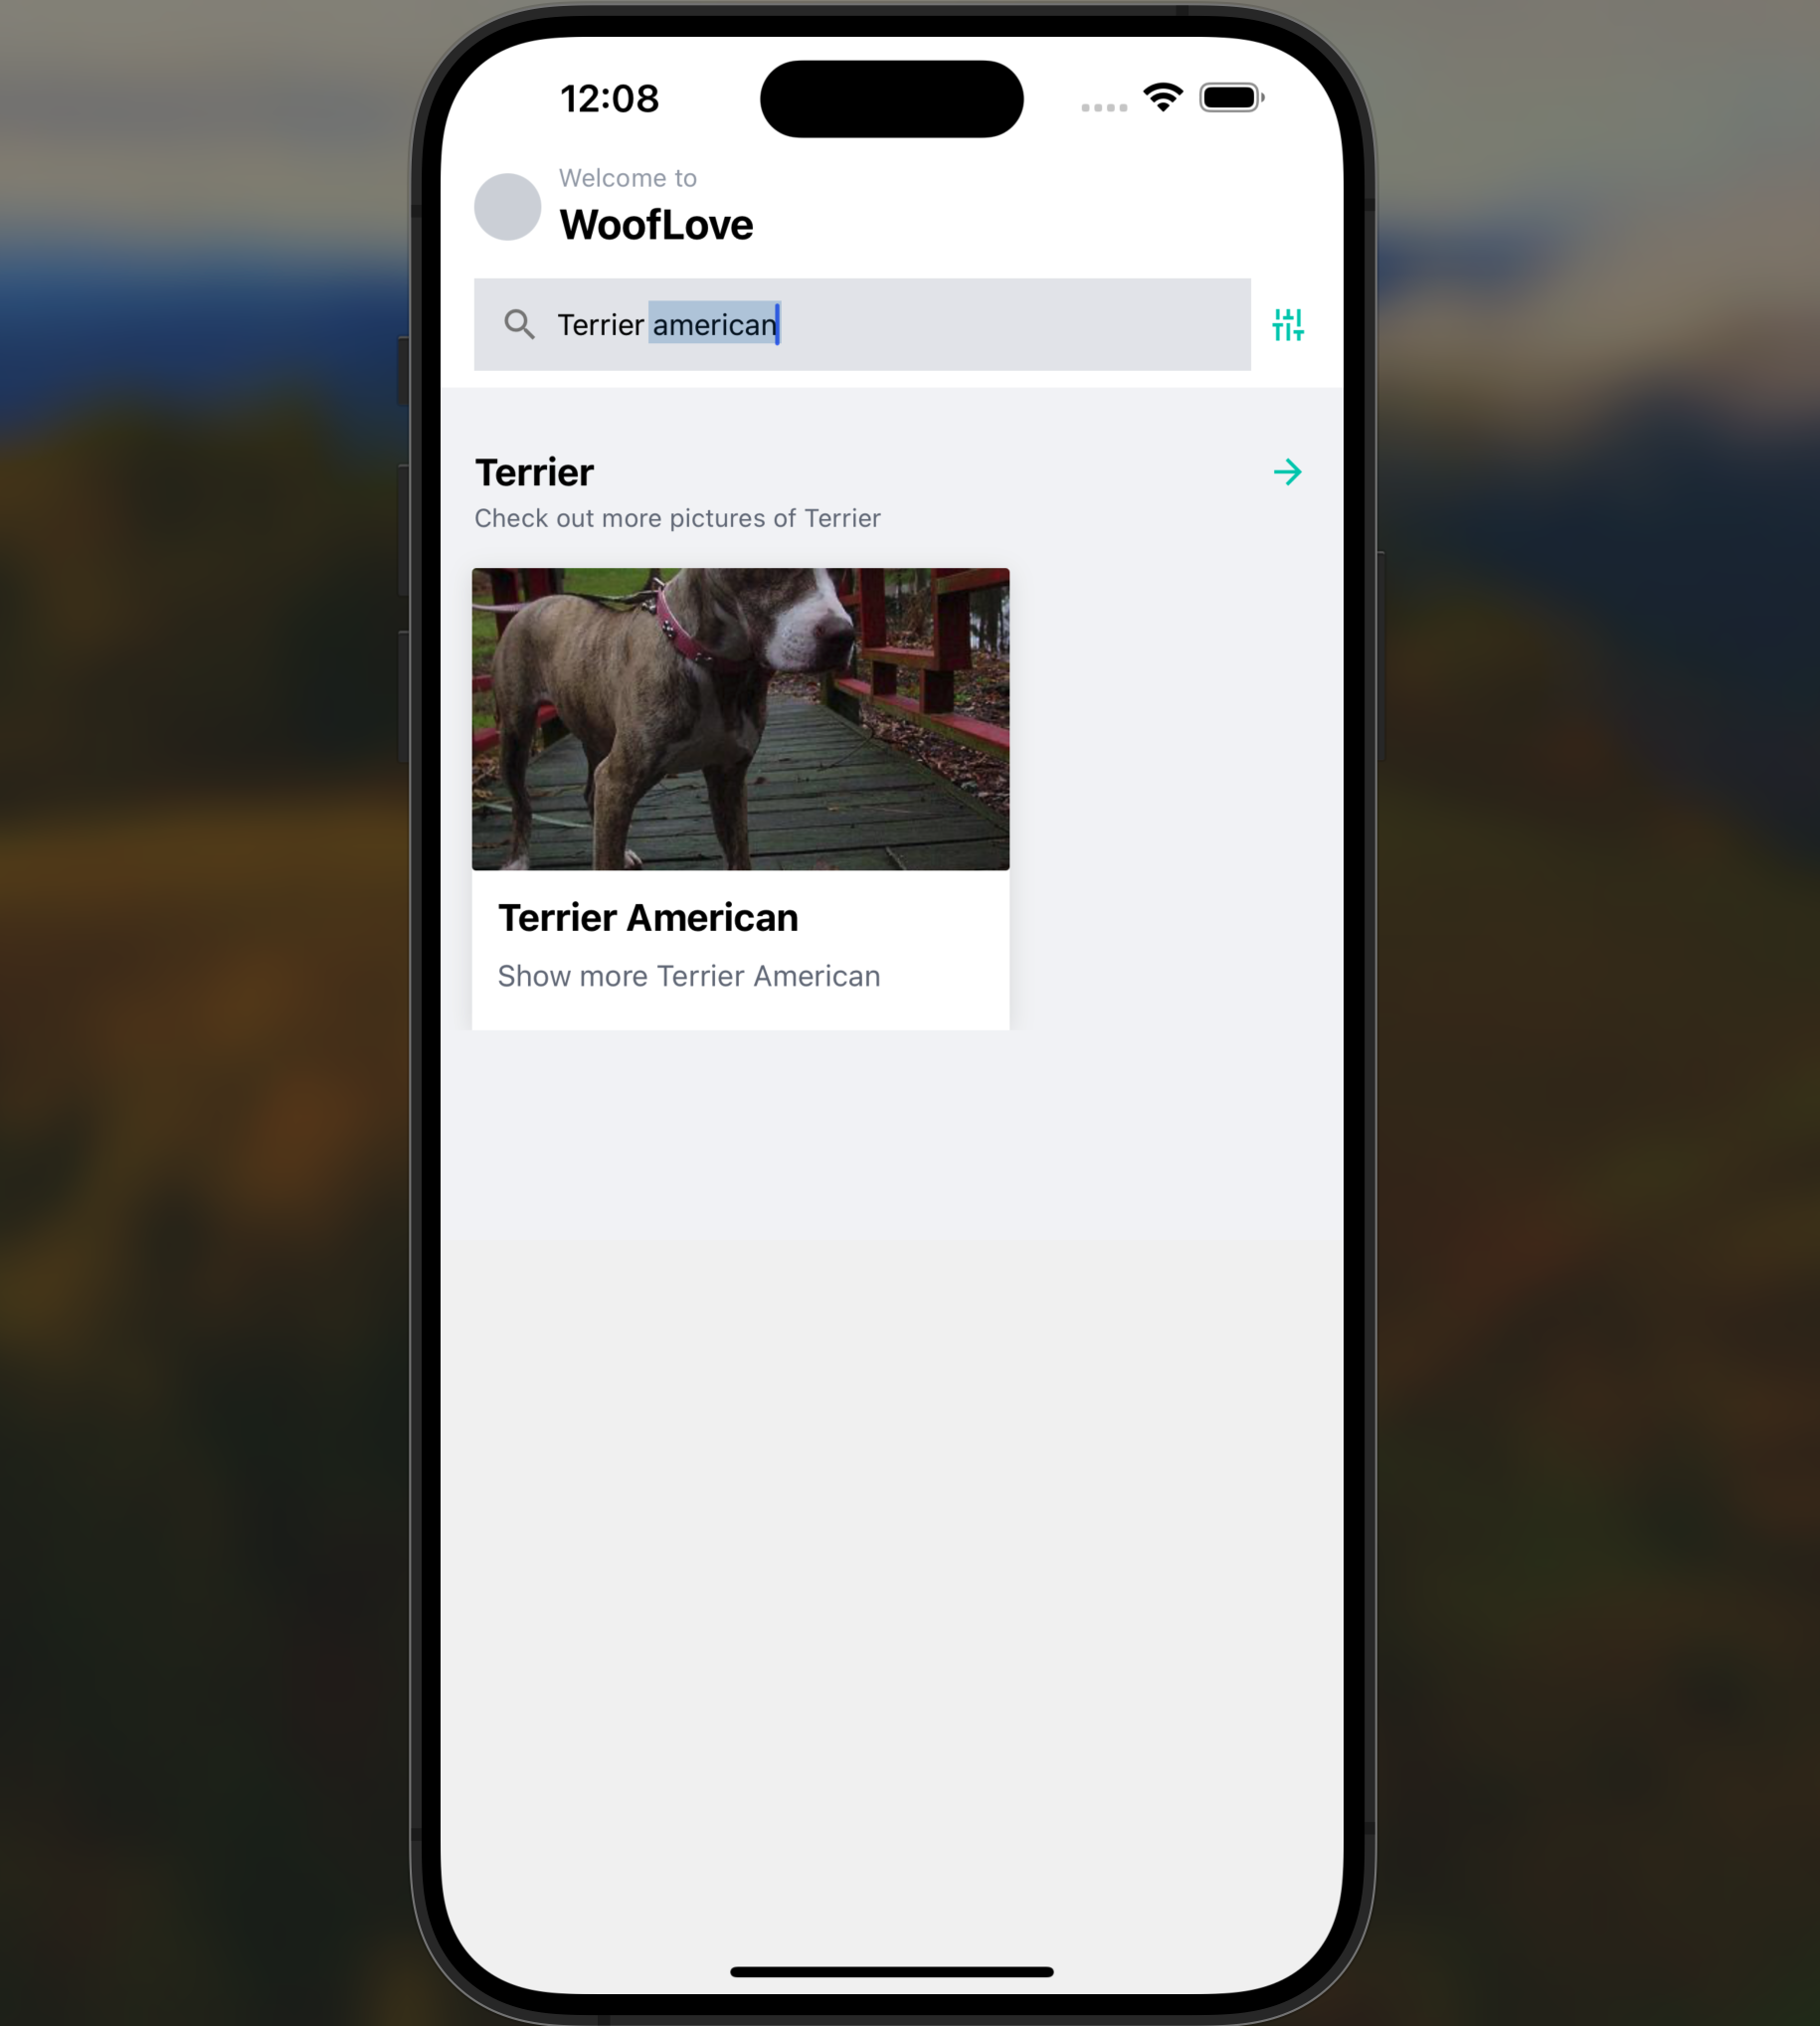 12:08
Welcome to
WoofLove
Terrier american
Terrier
Check out more pictures of Terrier
Terrier American
Show more Terrier American